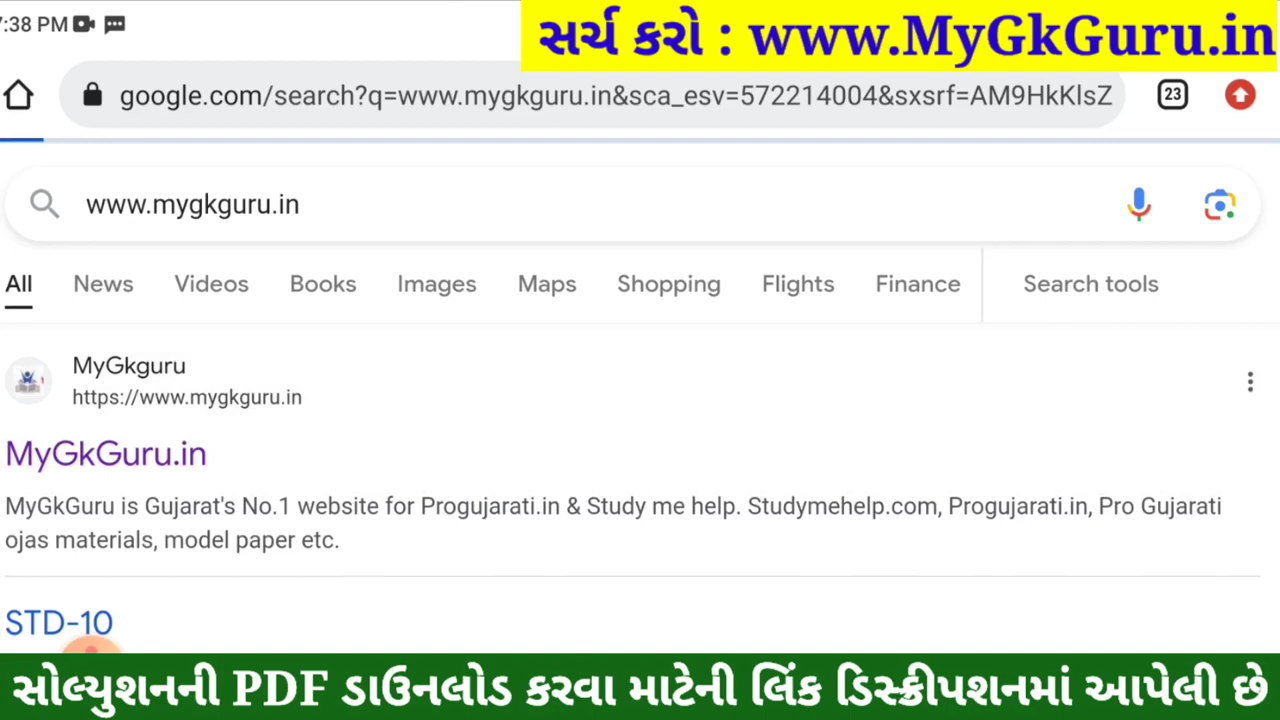 :38 PM
સર્ચ કરો : www.MyGkGuru.in
google.com/search?q=www.mygkguru.in&sca_esv=572214004&sxsrf=AM9HkKlsZ
23
www.mygkguru.in
All News Videos Books Images Maps Shopping Flights Finance Search tools
MyGkguru
https://www.mygkguru.in
MyGkGuru.in
MyGkGuru is Gujarat's No.1 website for Progujarati.in & Study me help. Studymehelp.com, Progujarati.in, Pro Gujarati
ojas materials, model paper etc.
STD-10
સોલ્યુશનની PDF ડાઉનલોડ કરવા માટેની લિંક ડિસ્ક્રીપશનમાં આપેલી છે